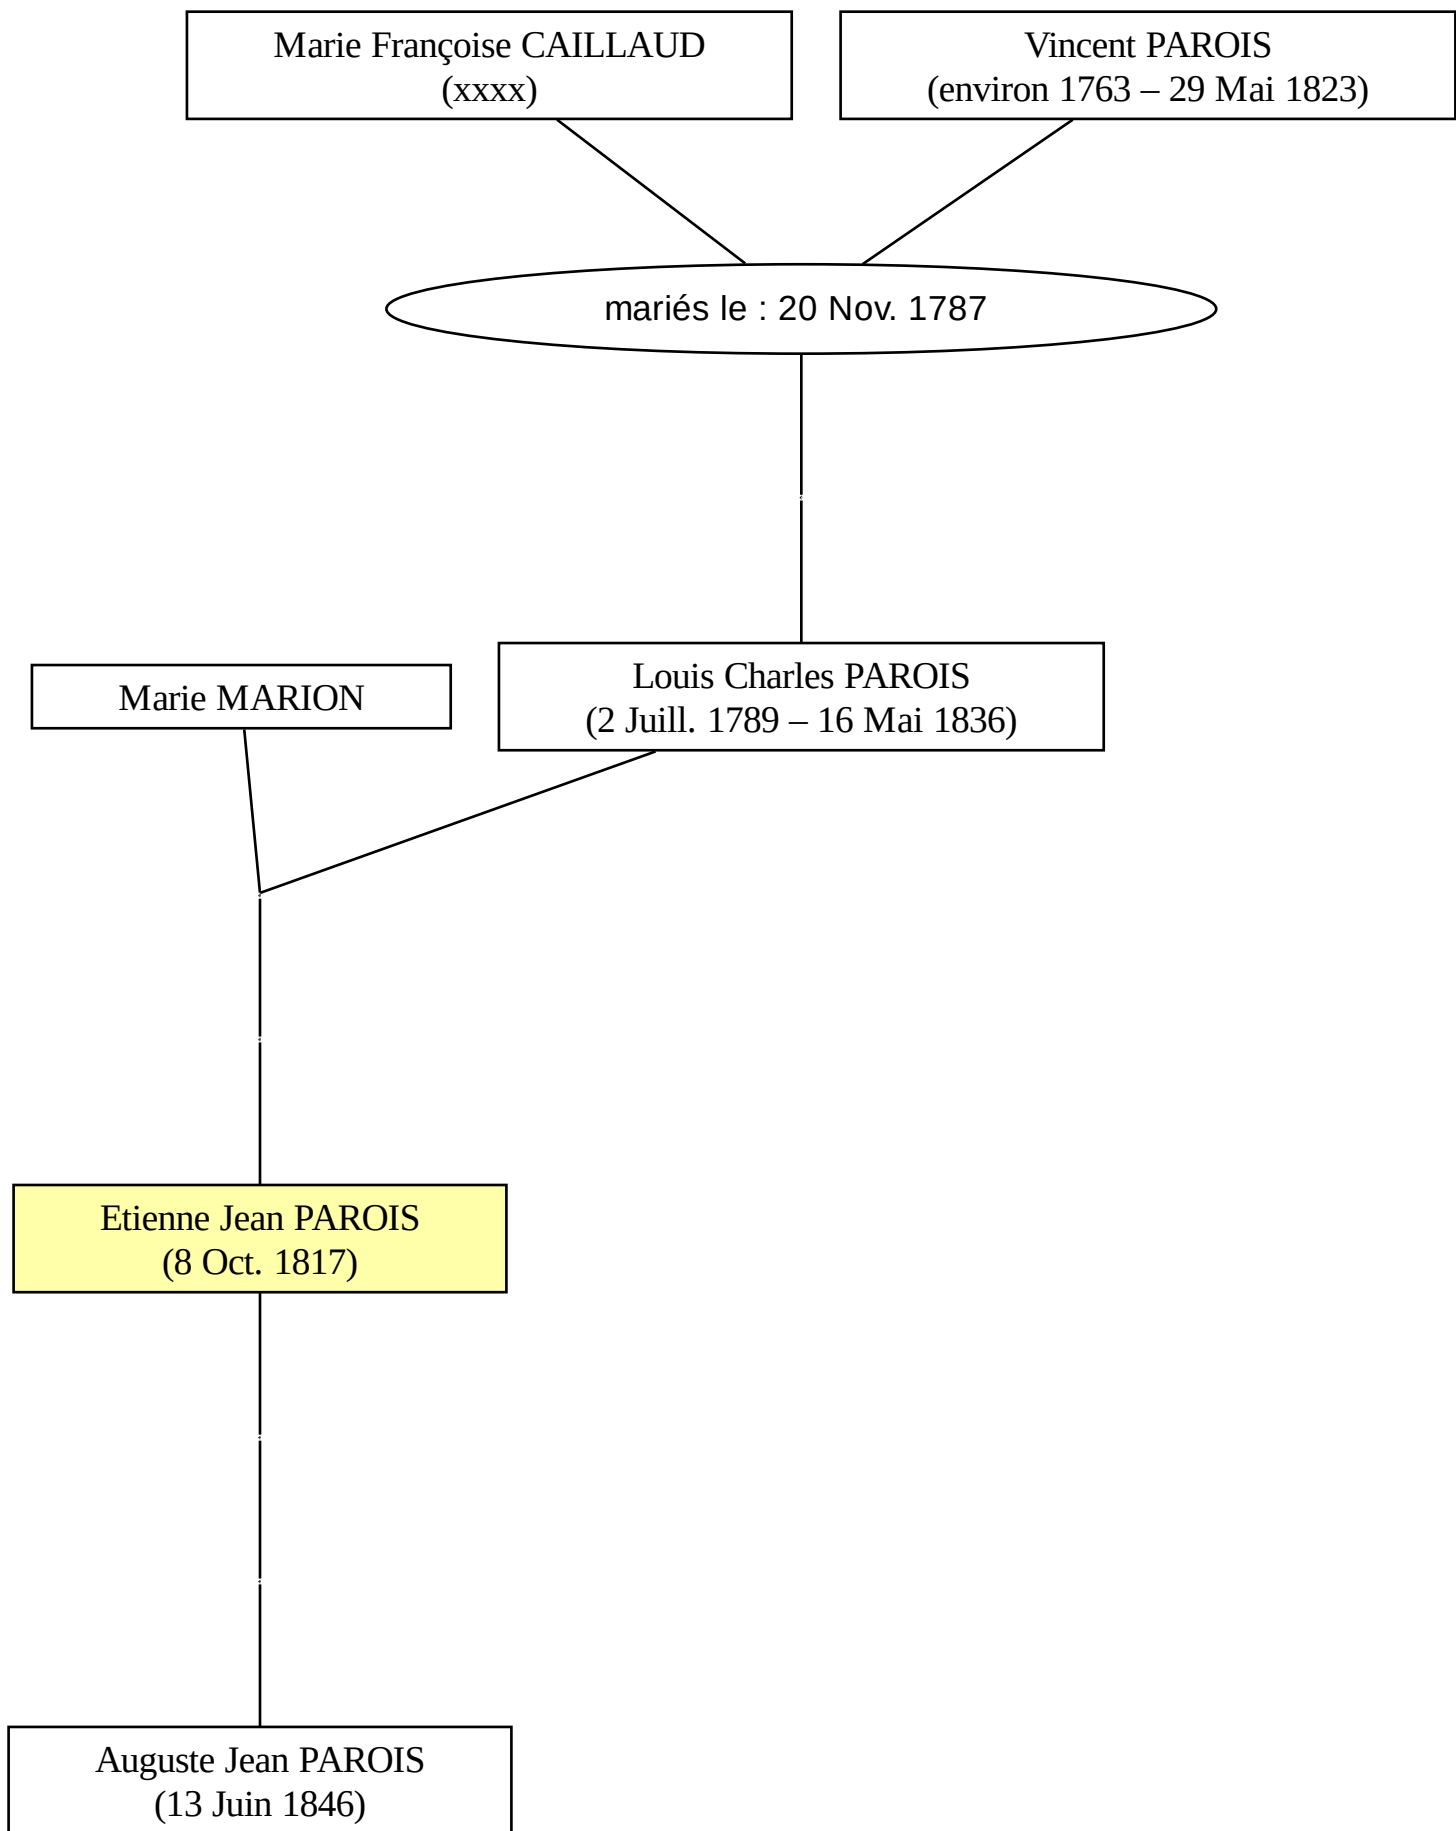 Marie Françoise CAILLAUD
(xxxx)
Vincent PAROIS
(environ 1763 – 29 Mai 1823)
mariés le : 20 Nov. 1787
Marie MARION
Louis Charles PAROIS
(2 Juill. 1789 – 16 Mai 1836)
Etienne Jean PAROIS
(8 Oct. 1817)
Auguste Jean PAROIS
(13 Juin 1846)